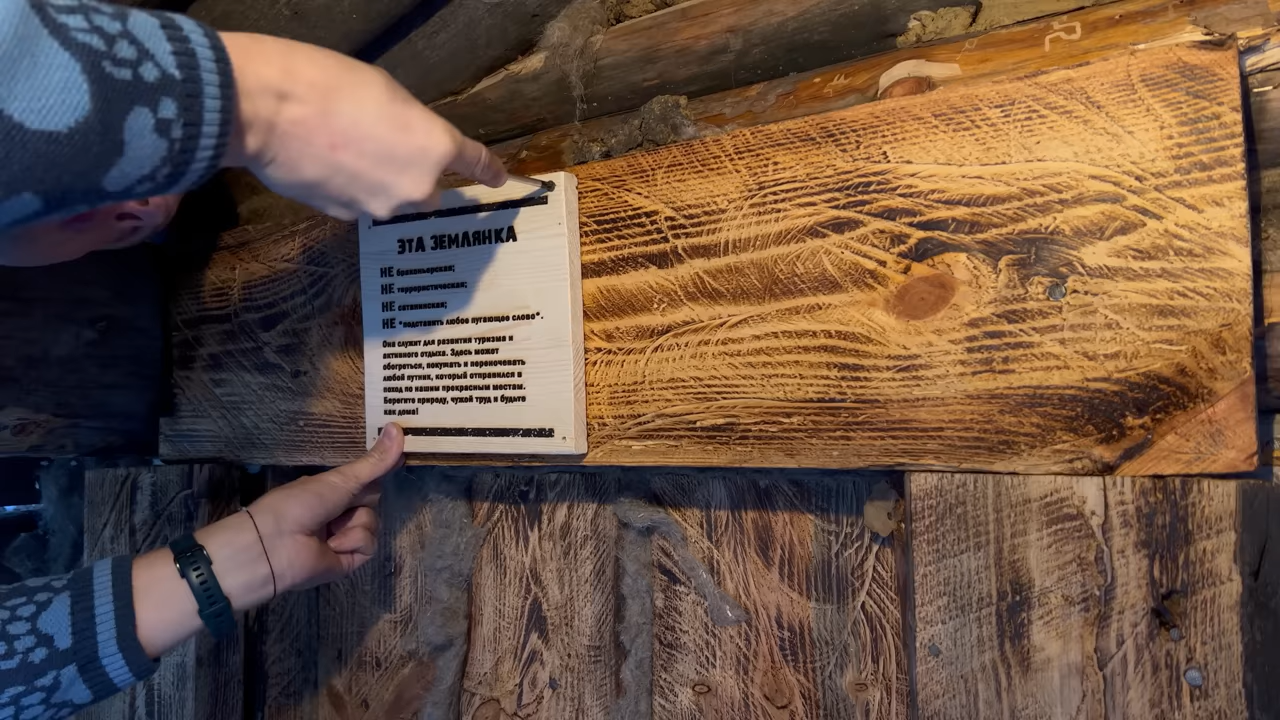 ЭТА ЗЕМЛЯНКА
НЕ браконьерская;
НЕ террористическая;
НЕ сатанинская;
НЕ "подставить любое пугающее слово".
Она служит для развития туризма и
активного отдыха. Здесь может
обогреться, покушать и переночевать
любой путник, который отправился в
поход по нашим прекрасным местам.
Берегите природу, чужой труд и будьте
как дома!